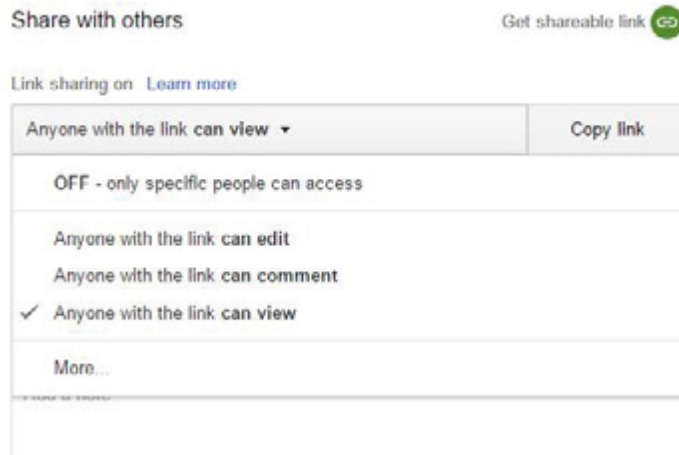 Share with others
Get shareable link
Link sharing on Learn more
Anyone with the link can view
Copy link
OFF - only specific people can access
Anyone with the link can edit
Anyone with the link can comment
Anyone with the link can view
More...